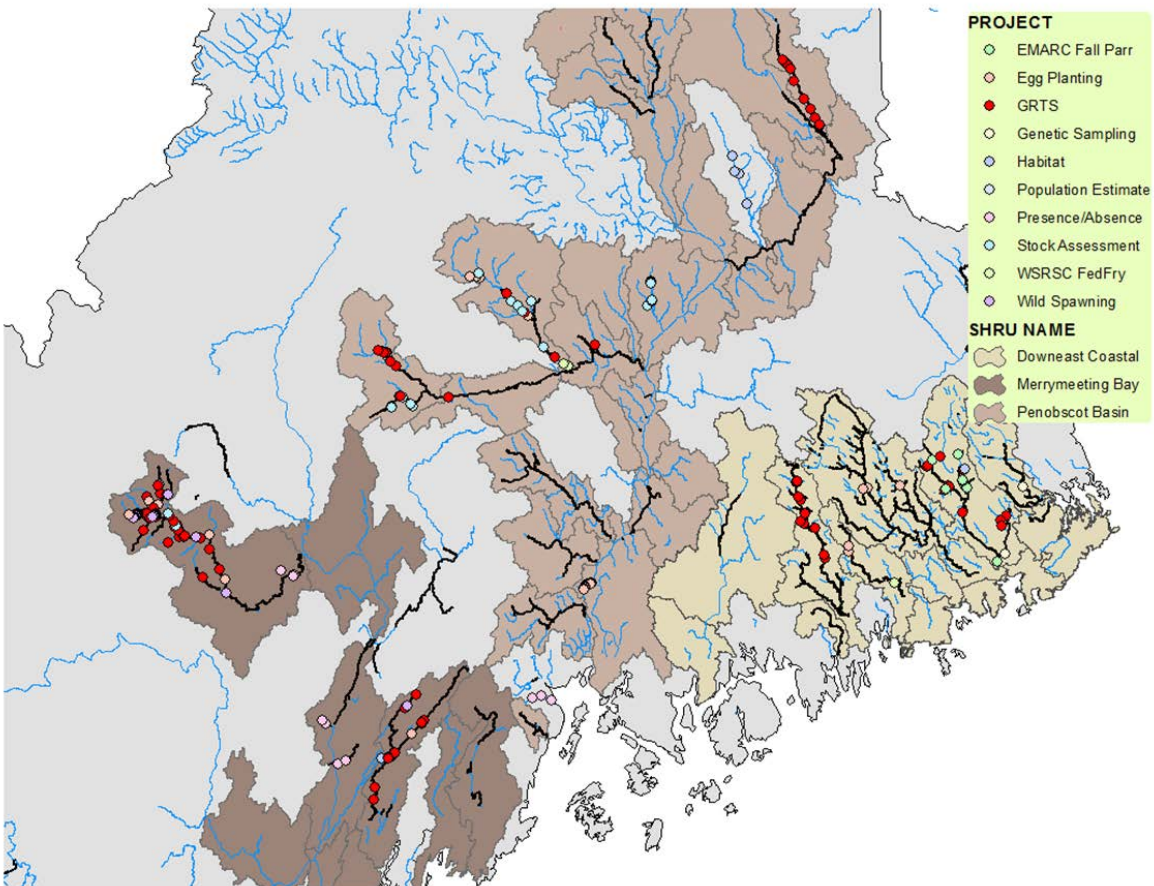 PROJECT
EMARC Fall Parr
Egg Planting
GRTS
Genetic Sampling
Habitat
Population Estimate
Presence/Absence
Stock Assessment
WSRSC FedFry
Wild Spawning
SHRU NAME
Downeast Coastal
Merrymeeting Bay
Penobscot Basin